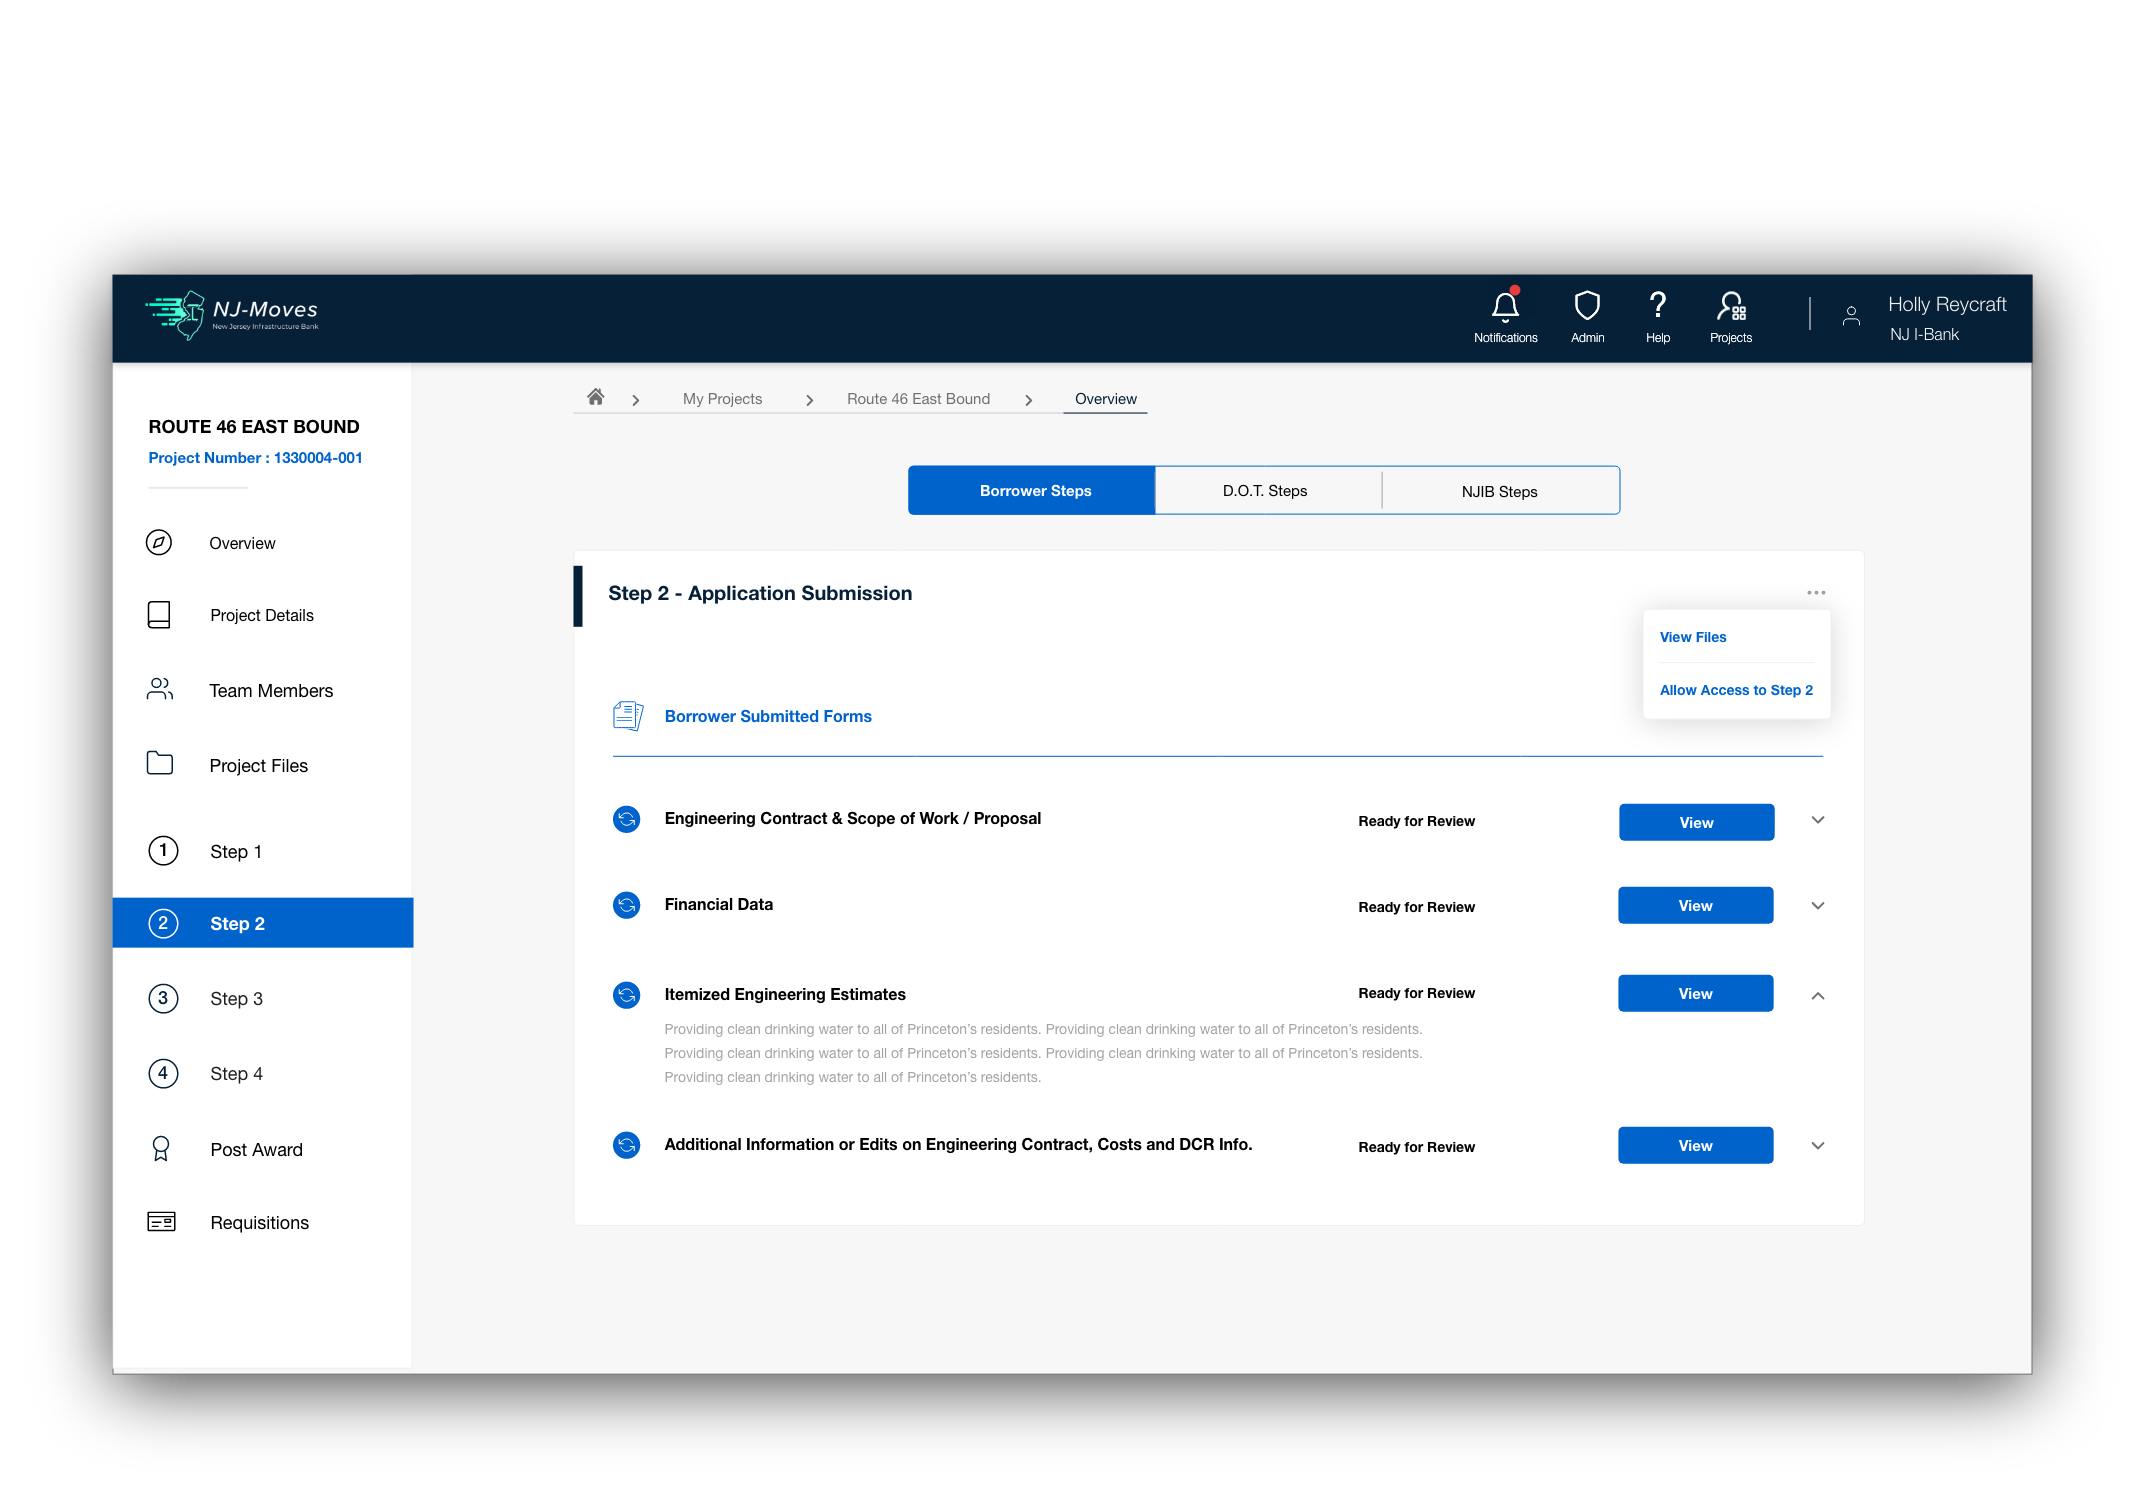 NJ-Moves
New Jersey Infrastructure Bank
Notifications
Admin
Help
Projects
Holly Reycraft
NJ I-Bank
ROUTE 46 EAST BOUND
Project Number : 1330004-001
Overview
Project Details
Team Members
Project Files
1 Step 1
2 Step 2
3 Step 3
4 Step 4
Post Award
Requisitions
My Projects
Route 46 East Bound
Overview
Borrower Steps
D.O.T. Steps
NJIB Steps
Step 2 - Application Submission
View Files
Allow Access to Step 2
Borrower Submitted Forms
Engineering Contract & Scope of Work / Proposal
Ready for Review
View
Financial Data
Ready for Review
View
Itemized Engineering Estimates
Ready for Review
View
Providing clean drinking water to all of Princeton’s residents. Providing clean drinking water to all of Princeton’s residents.
Providing clean drinking water to all of Princeton’s residents. Providing clean drinking water to all of Princeton’s residents.
Providing clean drinking water to all of Princeton’s residents.
Additional Information or Edits on Engineering Contract, Costs and DCR Info.
Ready for Review
View